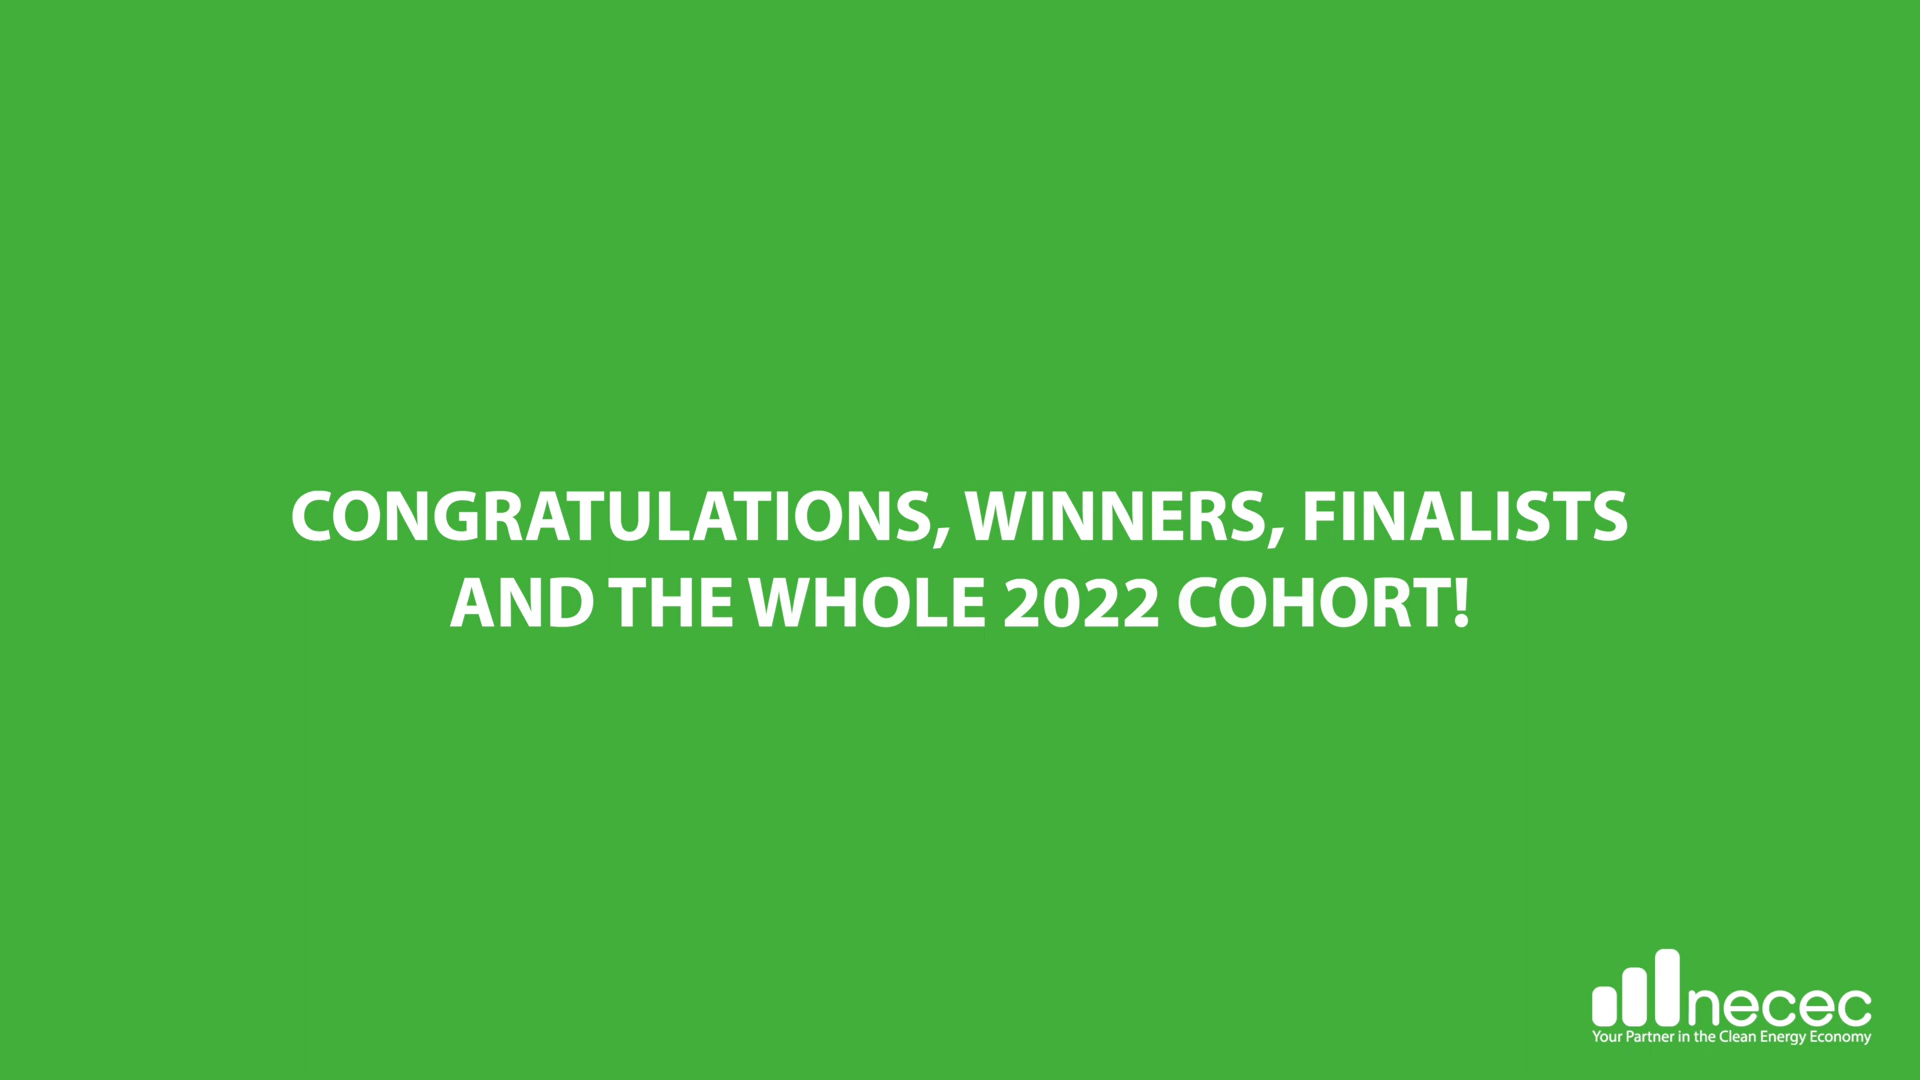 CONGRATULATIONS, WINNERS, FINALISTS
AND THE WHOLE 2022 COHORT!
necec
Your Partner in the Clean Energy Economy